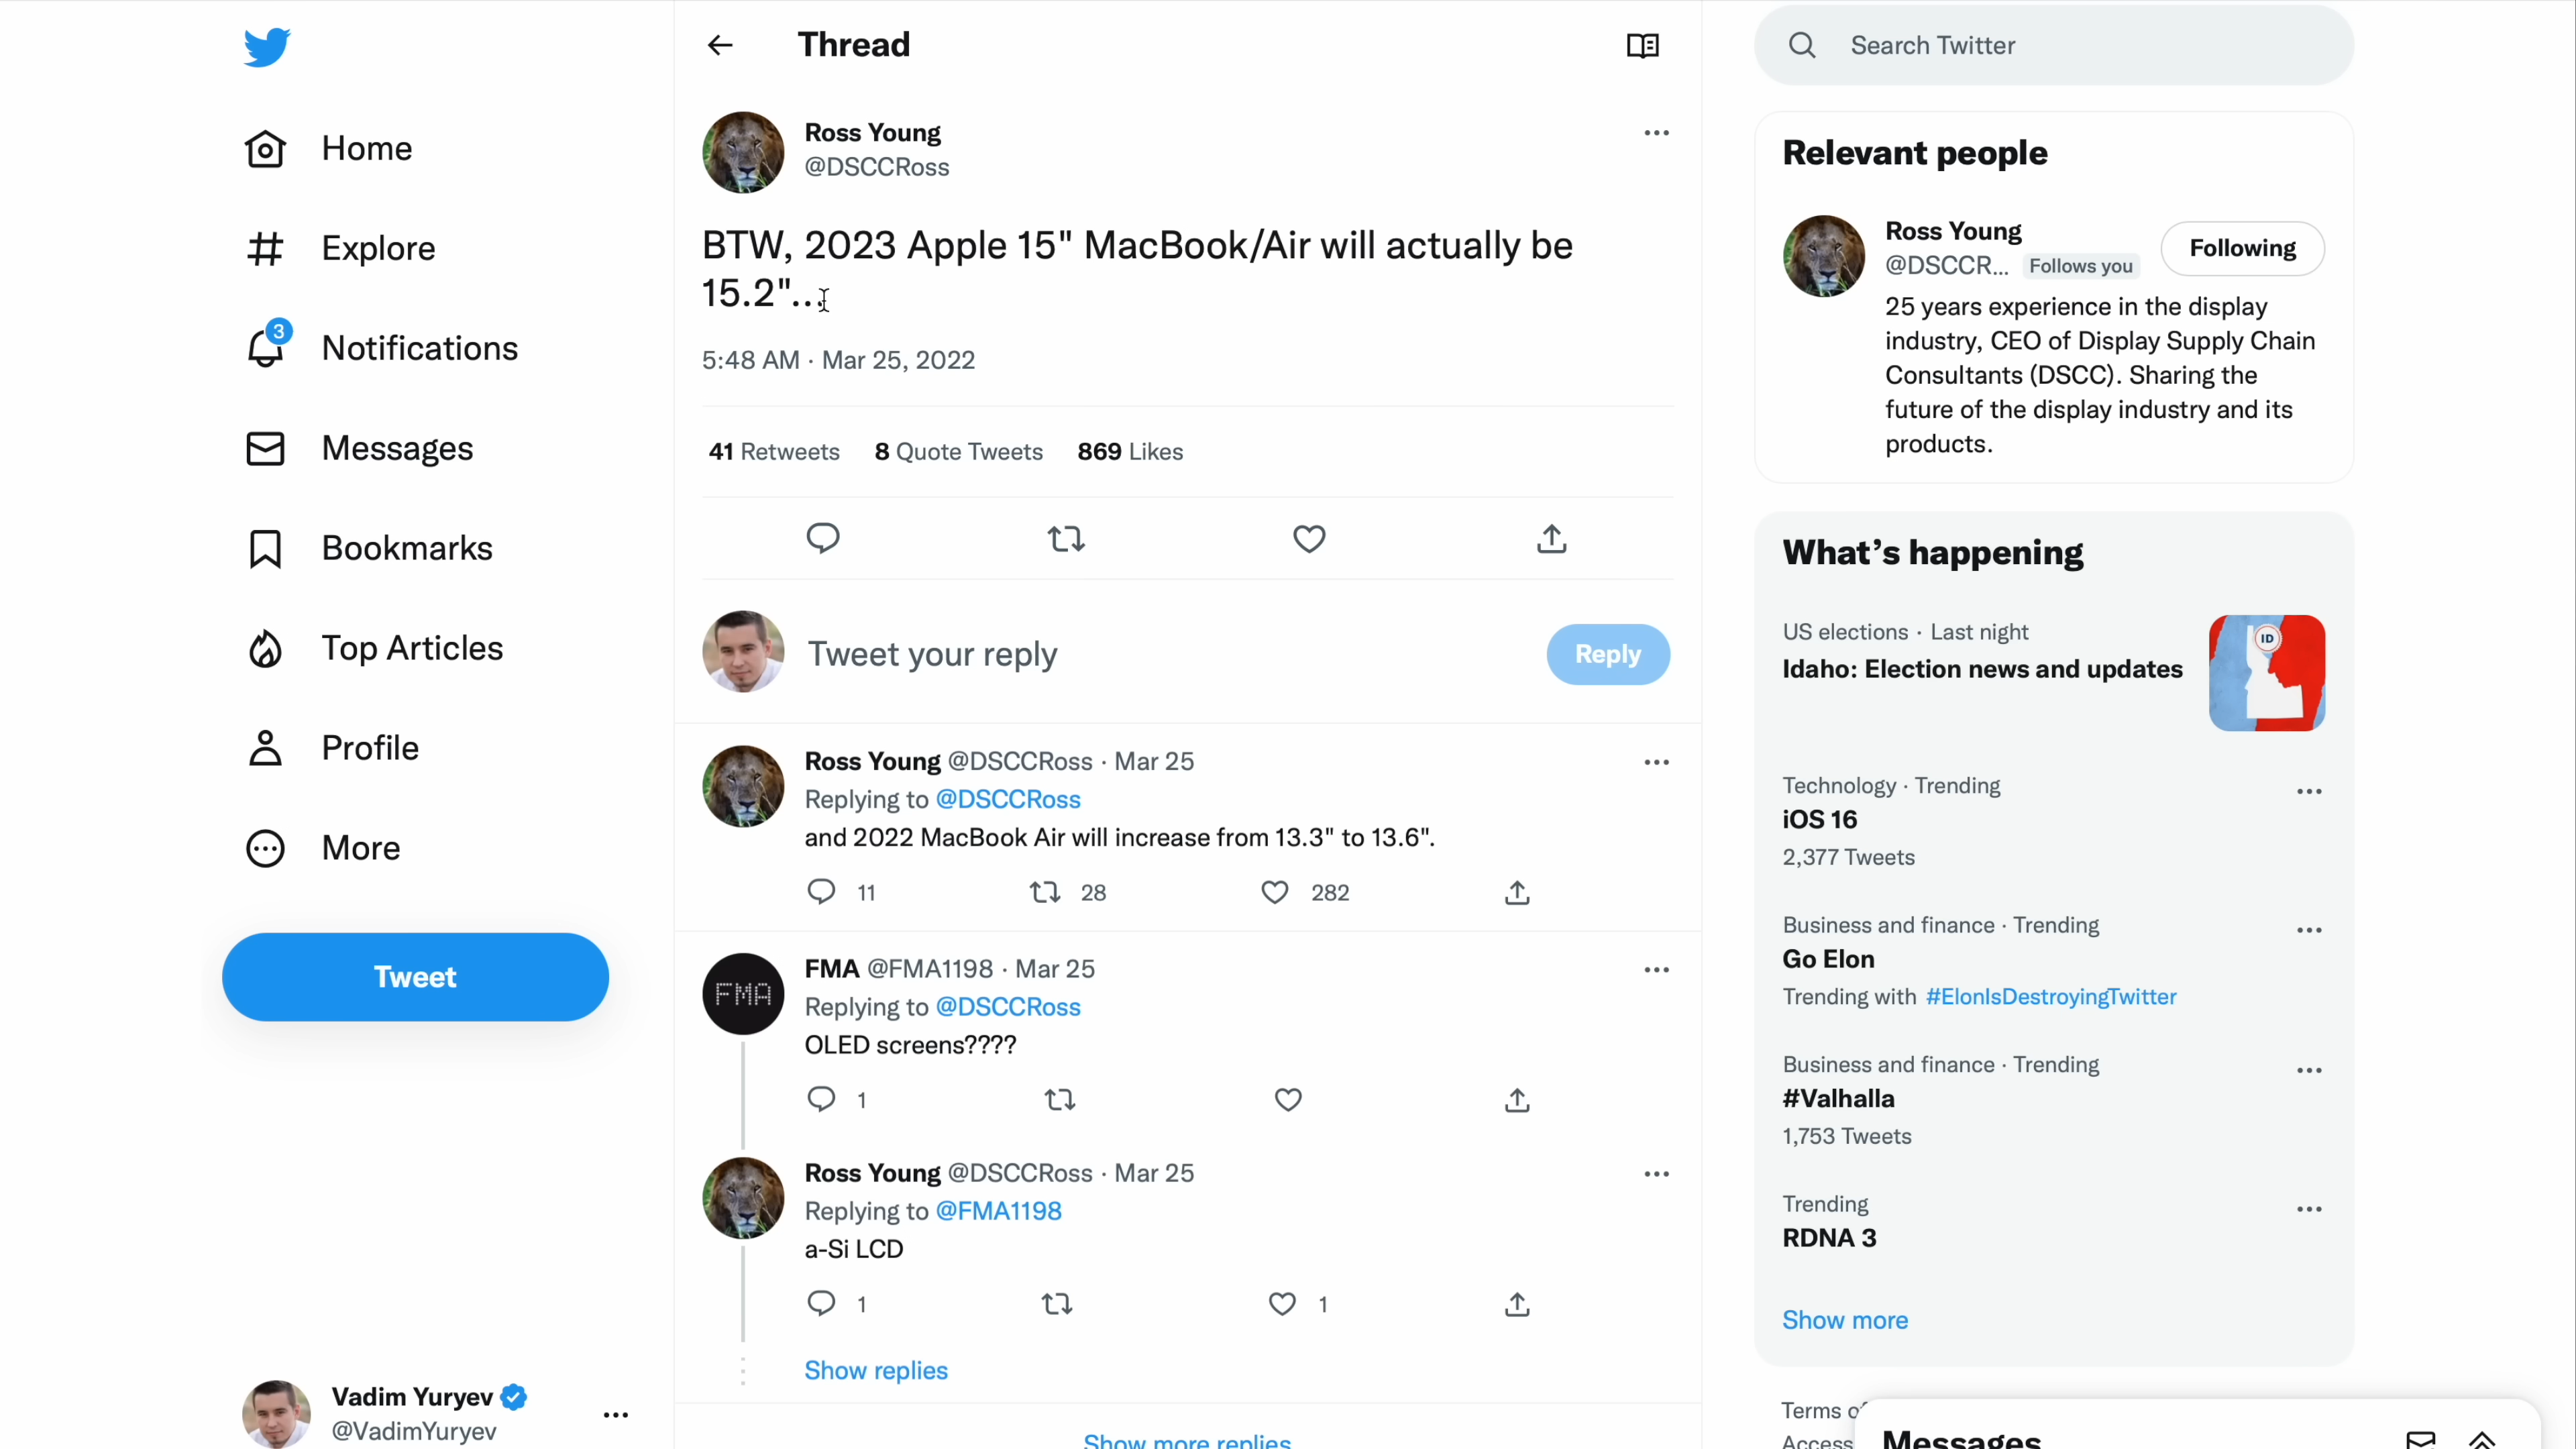 Home
Explore
3
Notifications
Messages
Bookmarks
Top Articles
Profile
More
Tweet
Vadim Yuryev
@VadimYuryev
Thread
Ross Young
@DSCCRoss
BTW, 2023 Apple 15" MacBook/Air will actually be
15.2"...
5:48 AM · Mar 25, 2022
41 Retweets 8 Quote Tweets 869 Likes
Tweet your reply
Reply
Ross Young @DSCCRoss · Mar 25
Replying to @DSCCRoss
and 2022 MacBook Air will increase from 13.3" to 13.6".
11 28 282
FMA
FMA @FMA1198 · Mar 25
Replying to @DSCCRoss
OLED screens????
1
Ross Young @DSCCRoss · Mar 25
Replying to @FMA1198
a-Si LCD
1 1
Show replies
Show more replies
Search Twitter
Relevant people
Ross Young
@DSCCR... Follows you
Following
25 years experience in the display
industry, CEO of Display Supply Chain
Consultants (DSCC). Sharing the
future of the display industry and its
products.
What's happening
US elections · Last night
Idaho: Election news and updates
ID
Technology · Trending
iOS 16
2,377 Tweets
Business and finance · Trending
Go Elon
Trending with #ElonIsDestroyingTwitter
Business and finance · Trending
#Valhalla
1,753 Tweets
Trending
RDNA 3
Show more
Terms of
Access
Messages